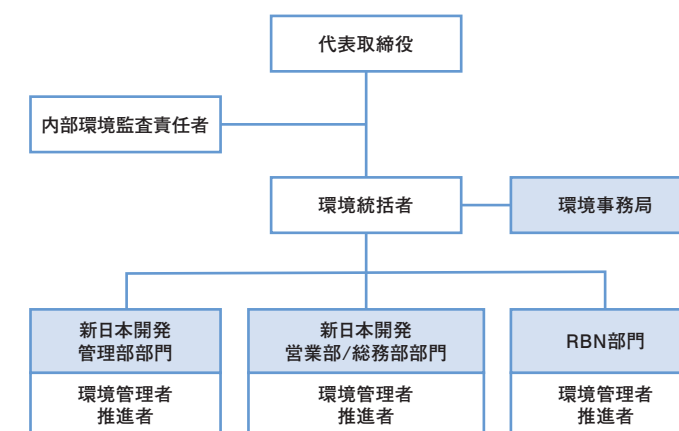 代表取締役
内部環境監査責任者
環境統括者
環境事務局
新日本開発
管理部部門
環境管理者
推進者
新日本開発
営業部/総務部部門
環境管理者
推進者
RBN部門
環境管理者
推進者